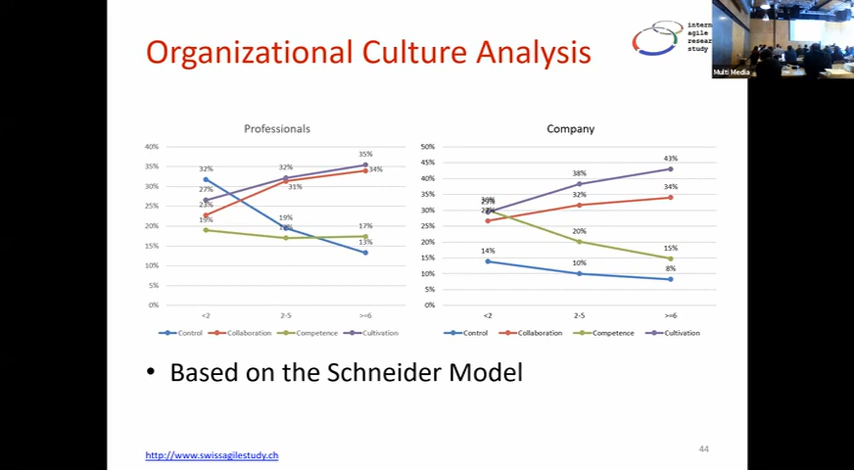 Organizational Culture Analysis
intern
agile
resear
study
Multi Media
Professionals
Company
40%
35%
30%
25%
20%
15%
10%
5%
0%
32%
27%
23%
19%
32%
31%
19%
35%
34%
17%
13%
<2
2-5
>=6
Control
Collaboration
Competence
Cultivation
50%
45%
40%
35%
30%
25%
20%
15%
10%
5%
0%
14%
38%
32%
20%
10%
43%
34%
15%
8%
<2
2-5
>=6
Control
Collaboration
Competence
Cultivation
• Based on the Schneider Model
http://www.swissagilestudy.ch
44